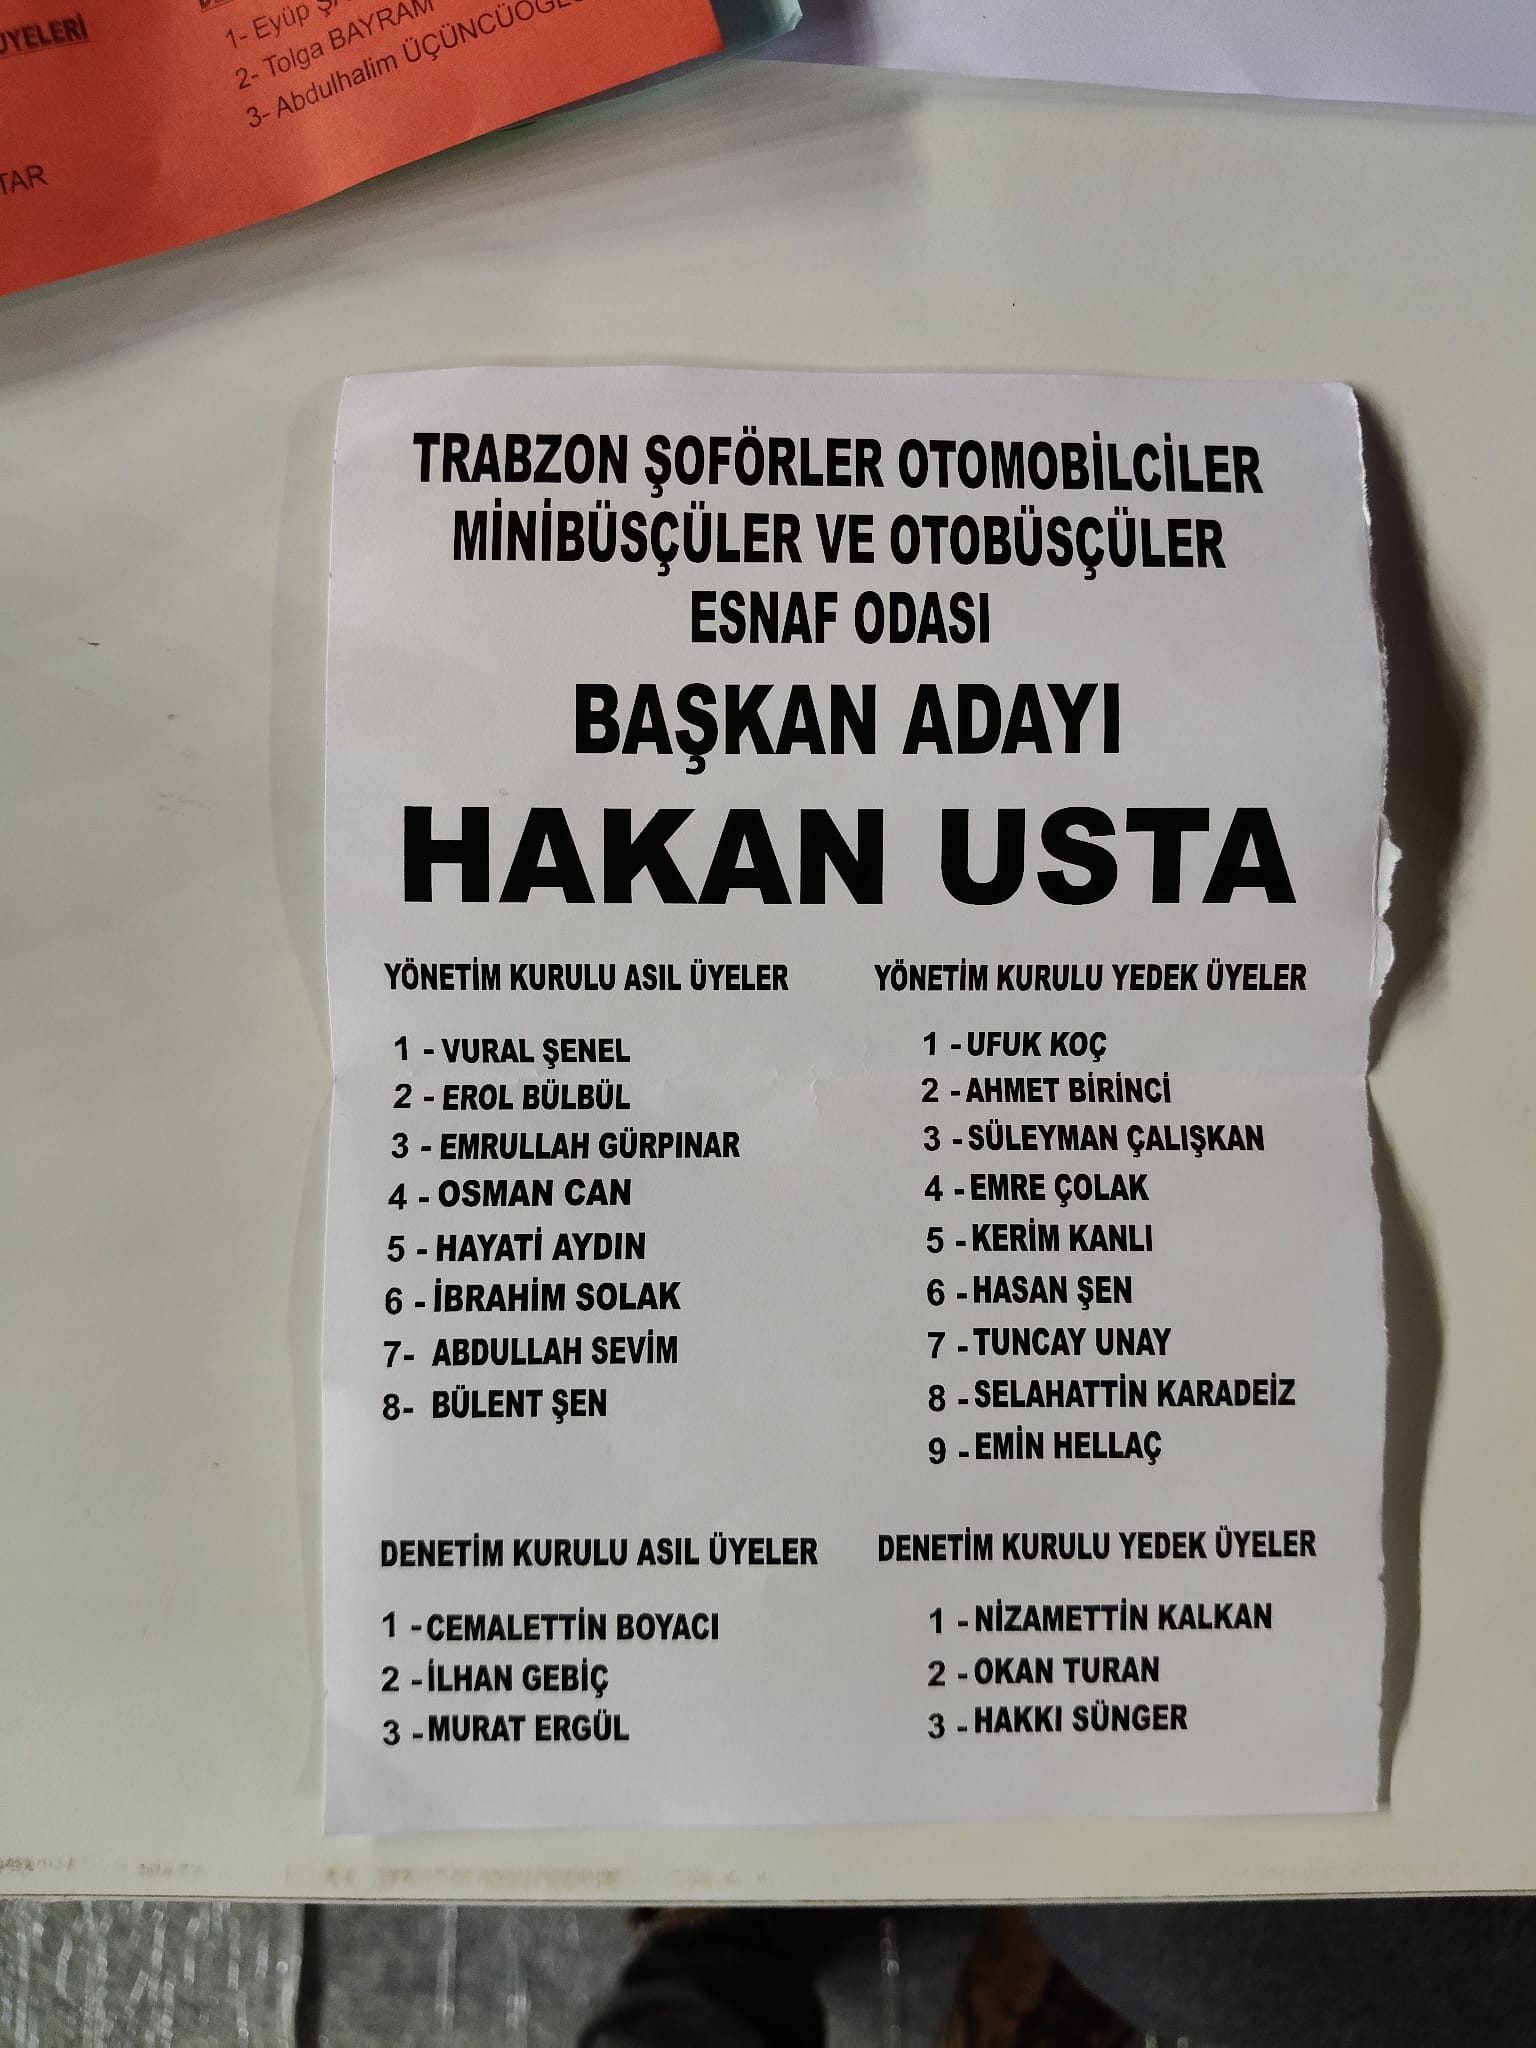 ÜYELERİ
1- Eyüp
2- Tolga BAYRAM
3- Abdulhalim ÜÇÜNCÜOĞLU
TAR
TRABZON ŞOFÖRLER OTOMOBİLCİLER
MİNİBÜSÇÜLER VE OTOBÜSÇÜLER
ESNAF ODASI
BAŞKAN ADAYI
HAKAN USTA
YÖNETİM KURULU ASIL ÜYELER
1 - VURAL ŞENEL
2 - EROL BÜLBÜL
3 - EMRULLAH GÜRPINAR
4 - OSMAN CAN
5 - HAYATİ AYDIN
6 - İBRAHİM SOLAK
7- ABDULLAH SEVİM
8- BÜLENT ŞEN
YÖNETİM KURULU YEDEK ÜYELER
1 - UFUK KOÇ
2 - AHMET BİRİNCİ
3 - SÜLEYMAN ÇALIŞKAN
4 - EMRE ÇOLAK
5 - KERİM KANLI
6 - HASAN ŞEN
7 - TUNCAY UNAY
8 - SELAHATTİN KARADEİZ
9 - EMİN HELLAÇ
DENETİM KURULU ASIL ÜYELER
1 - CEMALETTİN BOYACI
2 - İLHAN GEBİÇ
3 - MURAT ERGÜL
DENETİM KURULU YEDEK ÜYELER
1 - NİZAMETTİN KALKAN
2 - OKAN TURAN
3 - HAKKI SÜNGER